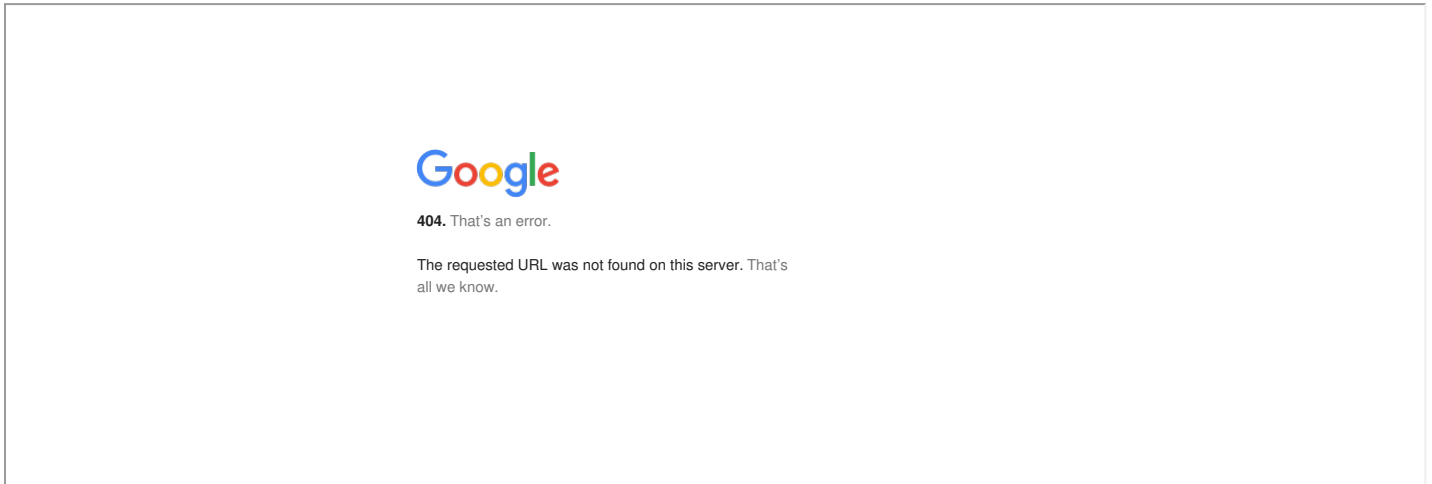 Google
404. That’s an error.
The requested URL was not found on this server. That’s
all we know.